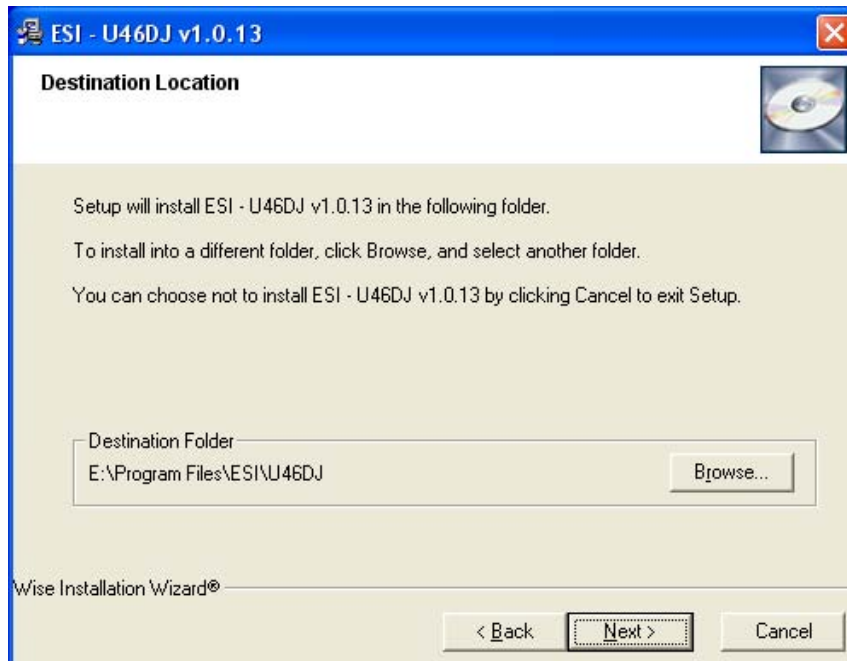 ESI - U46DJ v1.0.13
Destination Location
Setup will install ESI - U46DJ v1.0.13 in the following folder.
To install into a different folder, click Browse, and select another folder.
You can choose not to install ESI - U46DJ v1.0.13 by clicking Cancel to exit Setup.
Destination Folder
E:\Program Files\ESI\U46DJ
Browse...
Wise Installation Wizard®
< Back
Next >
Cancel